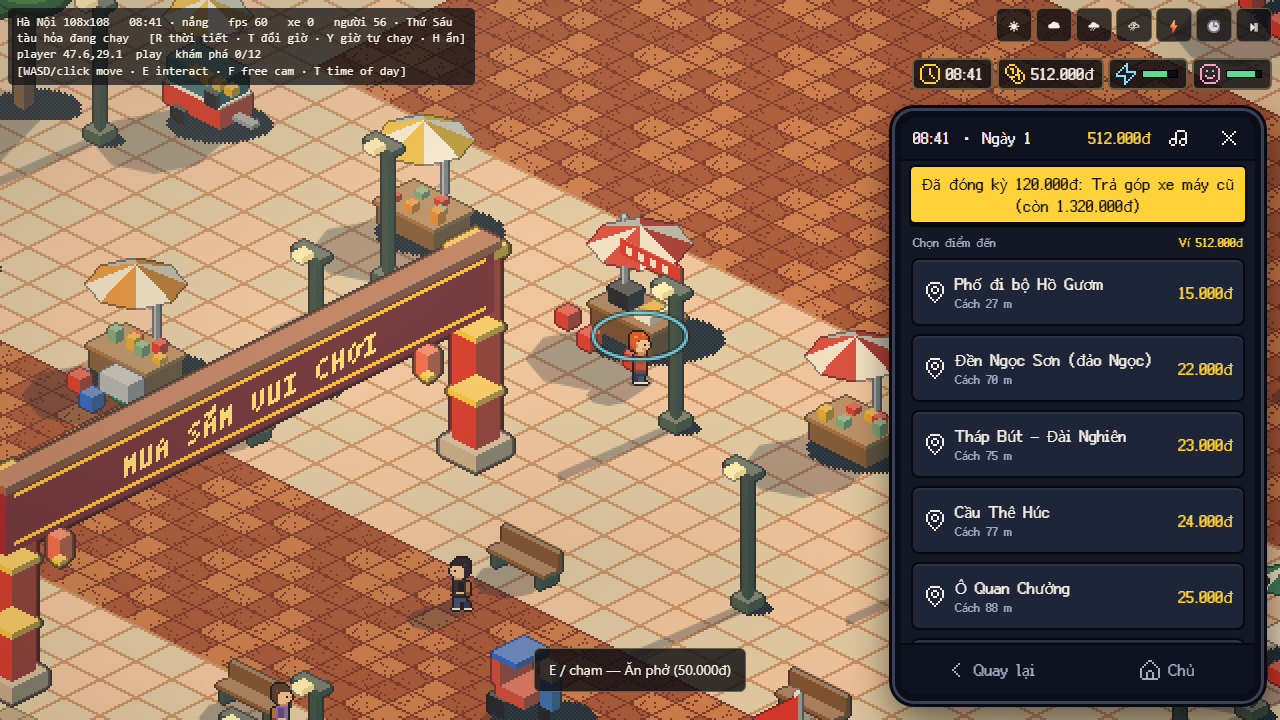 Hà Nội 108x108 08:41 · nắng fps 60 xe 0 người 56 · Thứ Sáu
tàu hỏa đang chạy [R thời tiết · T đổi giờ · Y giờ tự chạy · H ẩn]
player 47.6,29.1 play khám phá 0/12
[WASD/click move · E interact · F free cam · T time of day]
08:41
512.000đ
08:41 · Ngày 1
512.000đ
Đã đóng kỳ 120.000đ: Trả góp xe máy cũ
(còn 1.320.000đ)
Chọn điểm đến
Ví 512.000đ
Phố đi bộ Hồ Gươm
Cách 27 m
15.000đ
Đền Ngọc Sơn (đảo Ngọc)
Cách 70 m
22.000đ
Tháp Bút – Đài Nghiên
Cách 75 m
23.000đ
Cầu Thê Húc
Cách 77 m
24.000đ
Ô Quan Chưởng
Cách 88 m
25.000đ
Quay lại
Chủ
MUA SẮM VUI CHƠI
E / chạm — Ăn phở (50.000đ)